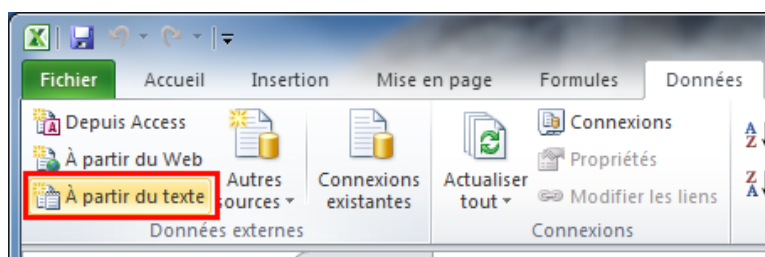 Fichier Accueil Insertion Mise en page Formules Données
Depuis Access
À partir du Web
À partir du texte
Autres
sources
Connexions
existantes
Données externes
Actualiser
tout
Connexions
Propriétés
Modifier les liens
Connexions
A
Z
Z
A